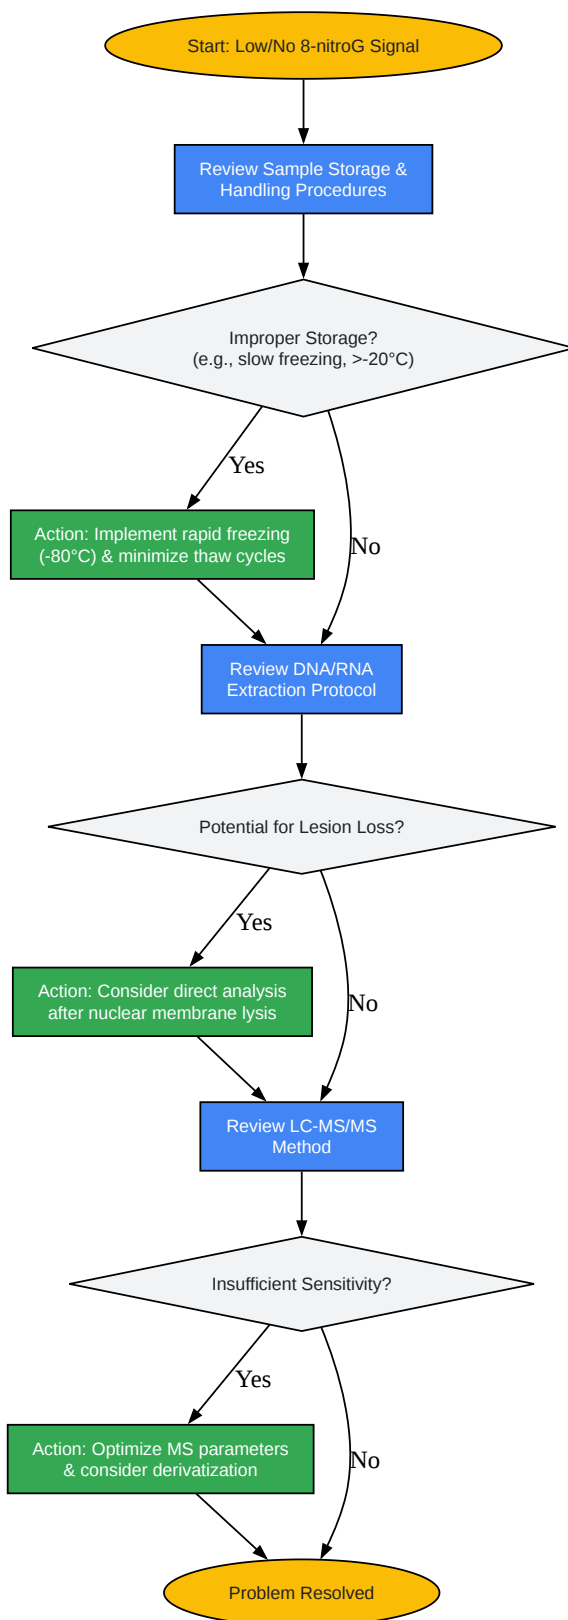 Start: Low/No 8-nitroG Signal
Review Sample Storage &
Handling Procedures
Improper Storage?
(e.g., slow freezing, >-20°C)
Yes
Action: Implement rapid freezing
(-80°C) & minimize thaw cycles
No
Review DNA/RNA
Extraction Protocol
Potential for Lesion Loss?
Yes
Action: Consider direct analysis
after nuclear membrane lysis
No
Review LC-MS/MS
Method
Insufficient Sensitivity?
Yes
Action: Optimize MS parameters
& consider derivatization
No
Problem Resolved